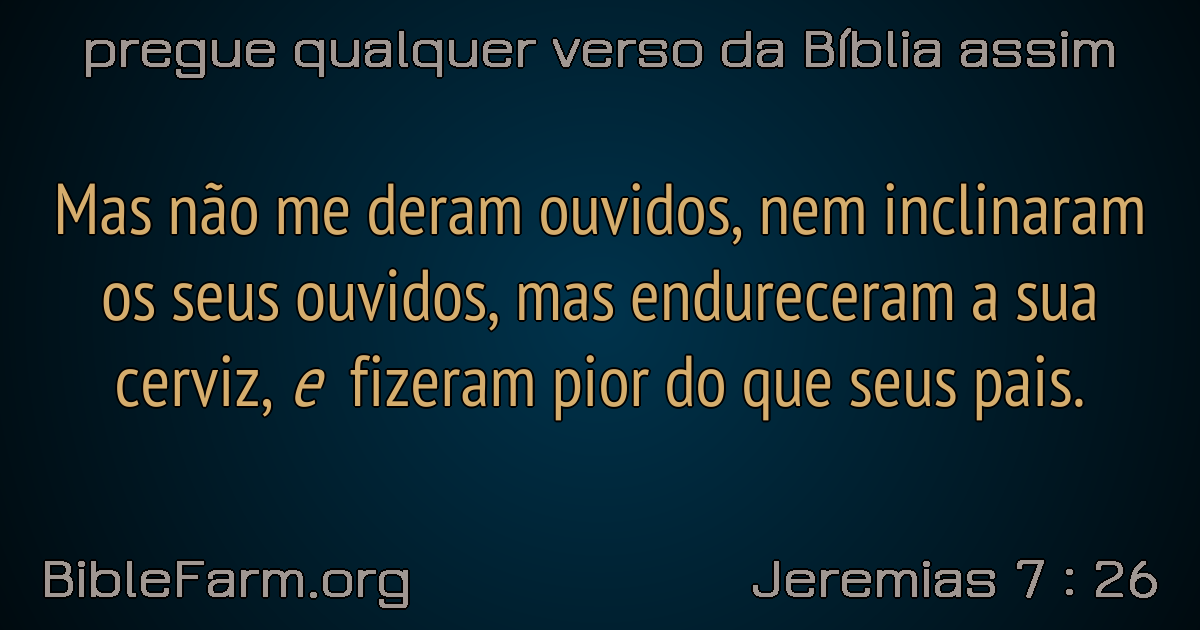 pregue qualquer verso da Bíblia assim
Mas não me deram ouvidos, nem inclinaram
os seus ouvidos, mas endureceram a sua
cerviz, e fizeram pior do que seus pais.
BibleFarm.org
Jeremias 7 : 26